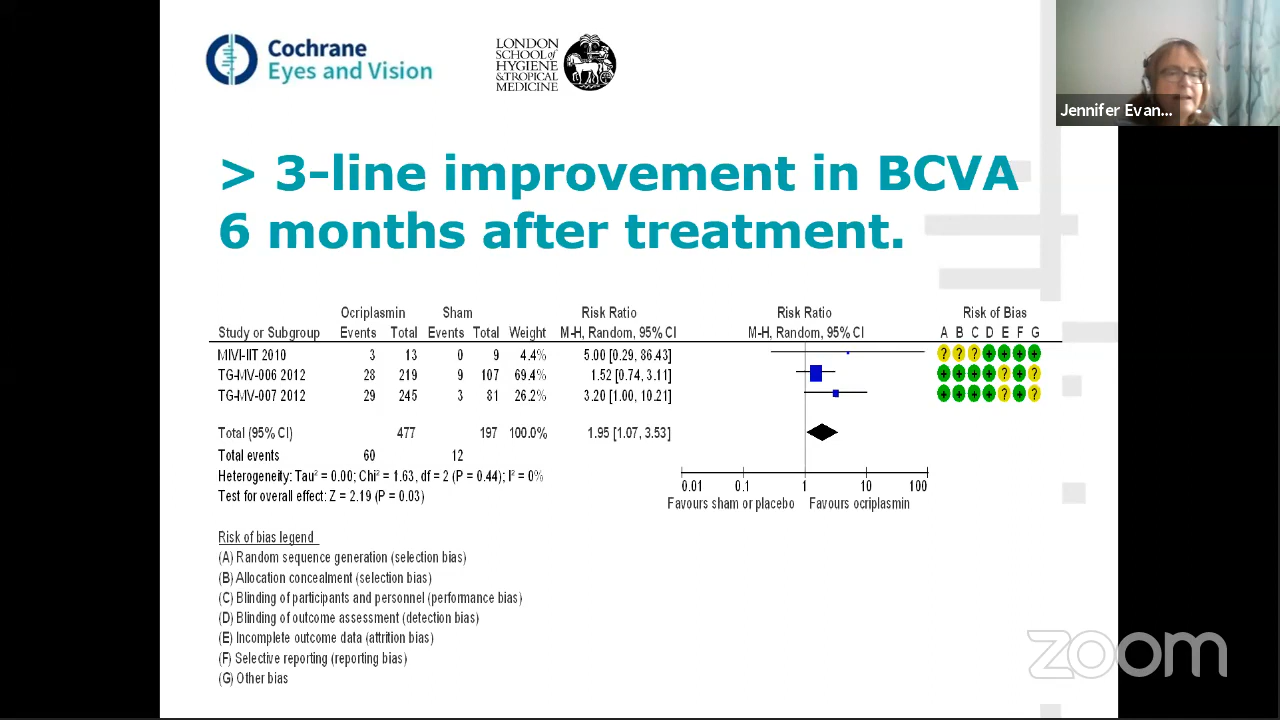 Cochrane
Eyes and Vision
LONDON
SCHOOL of
HYGIENE
& TROPICAL
MEDICINE
Jennifer Evan...
> 3-line improvement in BCVA
6 months after treatment.
Ocriplasmin Sham Risk Ratio Risk Ratio Risk of Bias
Study or Subgroup Events Total Events Total Weight M-H, Random, 95% CI M-H, Random, 95% CI A B C D E F G
MIVI-IIT 2010 3 13 0 9 4.4% 5.00 [0.29, 86.43] ? ? ? + + + +
TG-MV-006 2012 28 219 9 107 69.4% 1.52 [0.74, 3.11] + + + + ? + ?
TG-MV-007 2012 29 245 3 81 26.2% 3.20 [1.00, 10.21] + + + + ? + ?
Total (95% CI) 477 197 100.0% 1.95 [1.07, 3.53]
Total events 60 12
Heterogeneity: Tau² = 0.00; Chi² = 1.63, df = 2 (P = 0.44); I² = 0%
Test for overall effect: Z = 2.19 (P = 0.03)
0.01 0.1 1 10 100
Favours sham or placebo Favours ocriplasmin
Risk of bias legend
(A) Random sequence generation (selection bias)
(B) Allocation concealment (selection bias)
(C) Blinding of participants and personnel (performance bias)
(D) Blinding of outcome assessment (detection bias)
(E) Incomplete outcome data (attrition bias)
(F) Selective reporting (reporting bias)
(G) Other bias
zoom